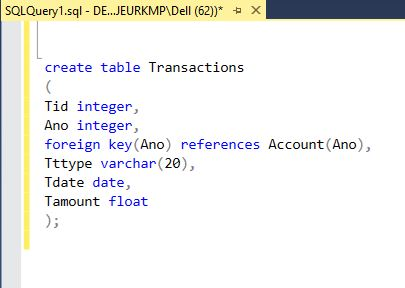 SQLQuery1.sql - DE...JEURKMP\Dell (62))*
create table Transactions
(
Tid integer,
Ano integer,
foreign key(Ano) references Account(Ano),
Tttype varchar(20),
Tdate date,
Tamount float
);